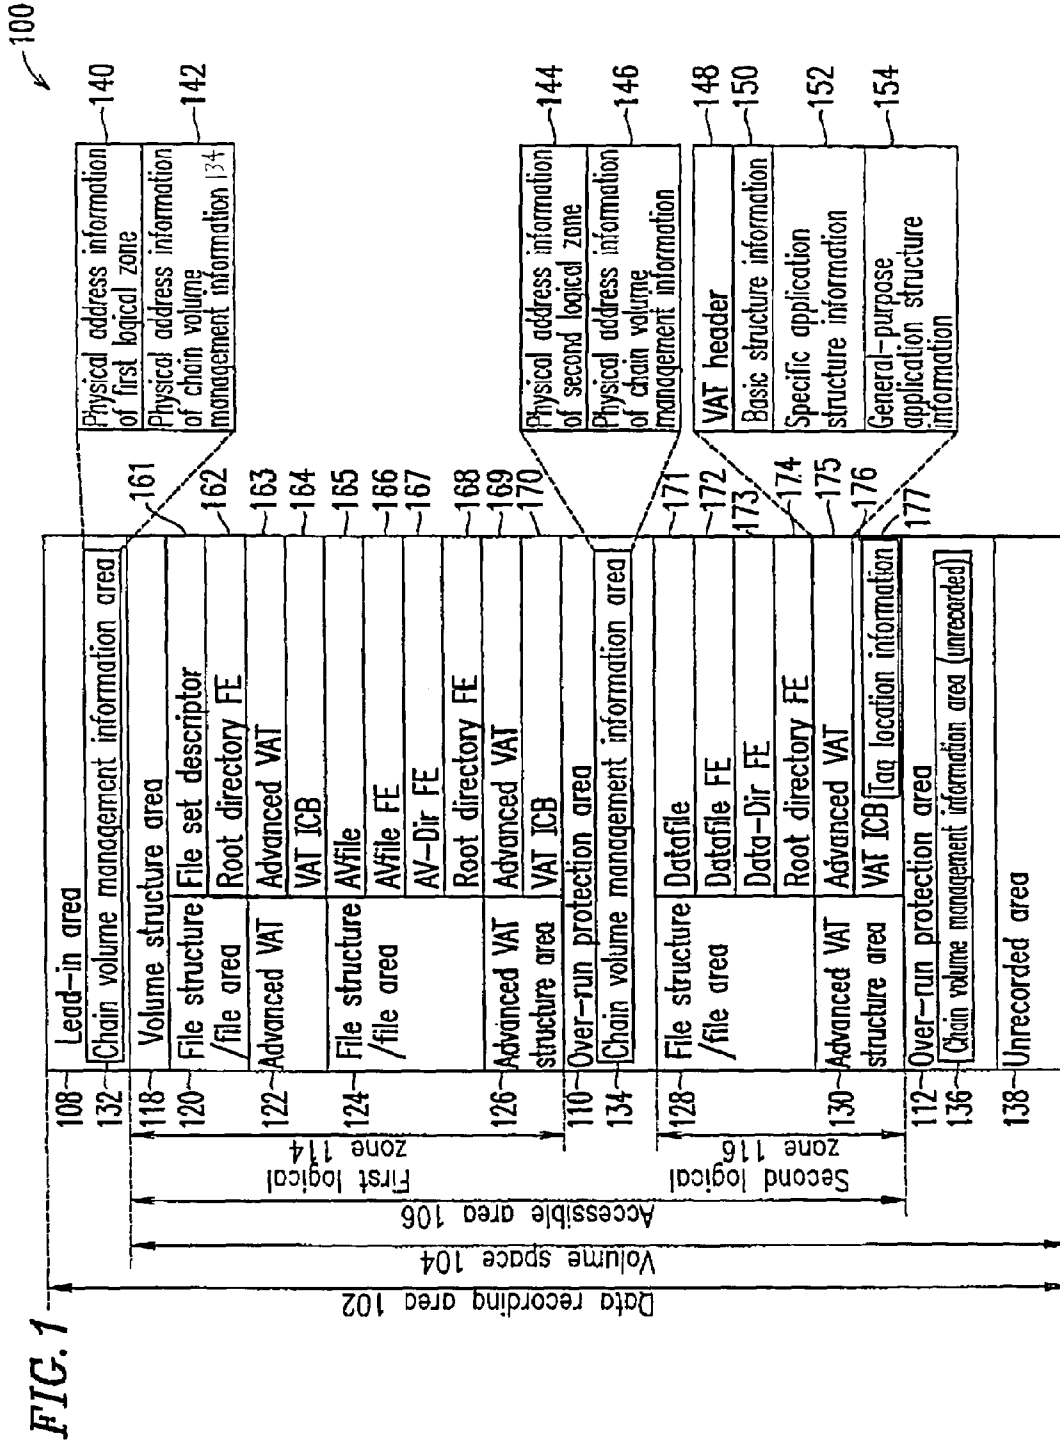 FIG. 1
100
Data recording area 102
Volume space 104
Accessible area 106
First logical
zone 114
Second logical
zone 116
108
Lead-in area
132
Chain volume management information area
118
Volume structure area
120
File structure
/file area
File set descriptor
161
Root directory FE
162
122
Advanced VAT
Advanced VAT
163
VAT ICB
164
124
File structure
/file area
AVfile
165
AVfile FE
166
AV-Dir FE
167
Root directory FE
168
126
Advanced VAT
structure area
Advanced VAT
169
VAT ICB
170
110
Over-run protection area
134
Chain volume management information area
128
File structure
/file area
Datafile
171
Datafile FE
172
Data-Dir FE
173
Root directory FE
174
130
Advanced VAT
structure area
Advanced VAT
175
VAT ICB
176
Taq location information
177
112
Over-run protection area
136
Chain volume management information area (unrecorded)
138
Unrecorded area
Physical address information
of first logical zone
140
Physical address information
of chain volume
management information 134
142
Physical address information
of second logical zone
144
Physical address information
of chain volume
management information
146
VAT header
148
Basic structure information
150
Specific application
structure information
152
General-purpose
application structure
information
154